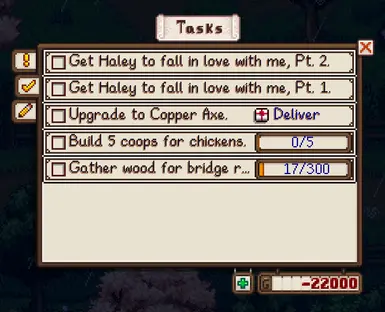 Tasks
Get Haley to fall in love with me, Pt. 2.
Get Haley to fall in love with me, Pt. 1.
Upgrade to Copper Axe. Deliver
Build 5 coops for chickens. 0/5
Gather wood for bridge r... 17/300
-22000